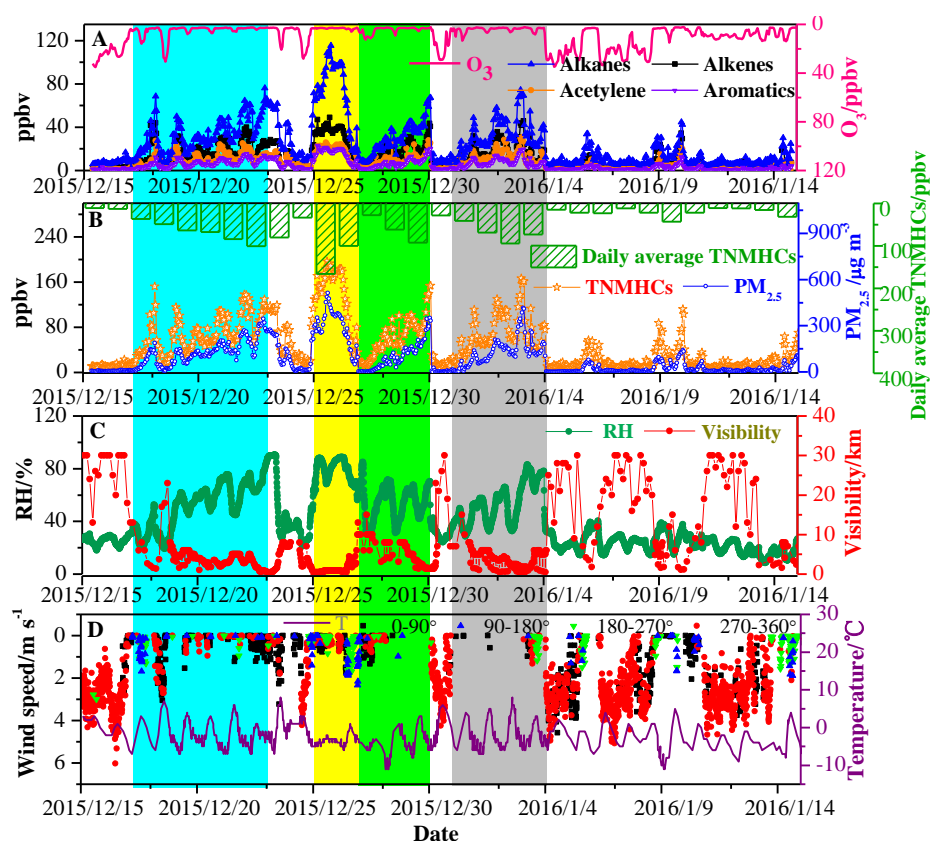 A
O3
Alkanes
Alkenes
Acetylene
Aromatics
ppbv
120
80
40
0
O3/ppbv
0
30
60
90
120
2015/12/15
2015/12/20
2015/12/25
2015/12/30
2016/1/4
2016/1/9
2016/1/14
B
Daily average TNMHCs
TNMHCs
PM2.5
ppbv
240
180
120
60
0
PM2.5/μg m-3
900
600
300
0
Daily average TNMHCs/ppbv
0
100
200
300
400
2015/12/15
2015/12/20
2015/12/25
2015/12/30
2016/1/4
2016/1/9
2016/1/14
C
RH
Visibility
RH/%
120
80
40
0
Visibility/km
40
30
20
10
0
2015/12/15
2015/12/20
2015/12/25
2015/12/30
2016/1/4
2016/1/9
2016/1/14
D
T
0-90°
90-180°
180-270°
270-360°
Wind speed/m s-1
0
2
4
6
Temperature/℃
30
20
10
0
-10
2015/12/15
2015/12/20
2015/12/25
2015/12/30
2016/1/4
2016/1/9
2016/1/14
Date